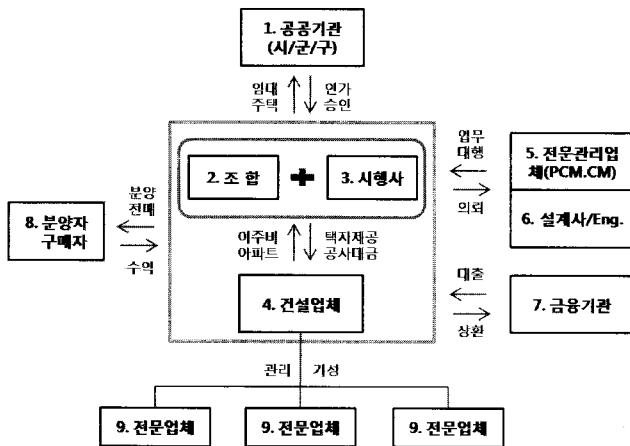 1. 공공기관
(시/군/구)
임대
주택
인가
승인
2. 조 합
3. 시행사
업무
대행
의뢰
5. 전문관리업
체(PCM.CM)
6. 설계사/Eng.
분양
전매
수익
8. 분양자
구매자
이주비
아파트
택지제공
공사대금
4. 건설업체
대출
상환
7. 금융기관
관리
기성
9. 전문업체
9. 전문업체
9. 전문업체